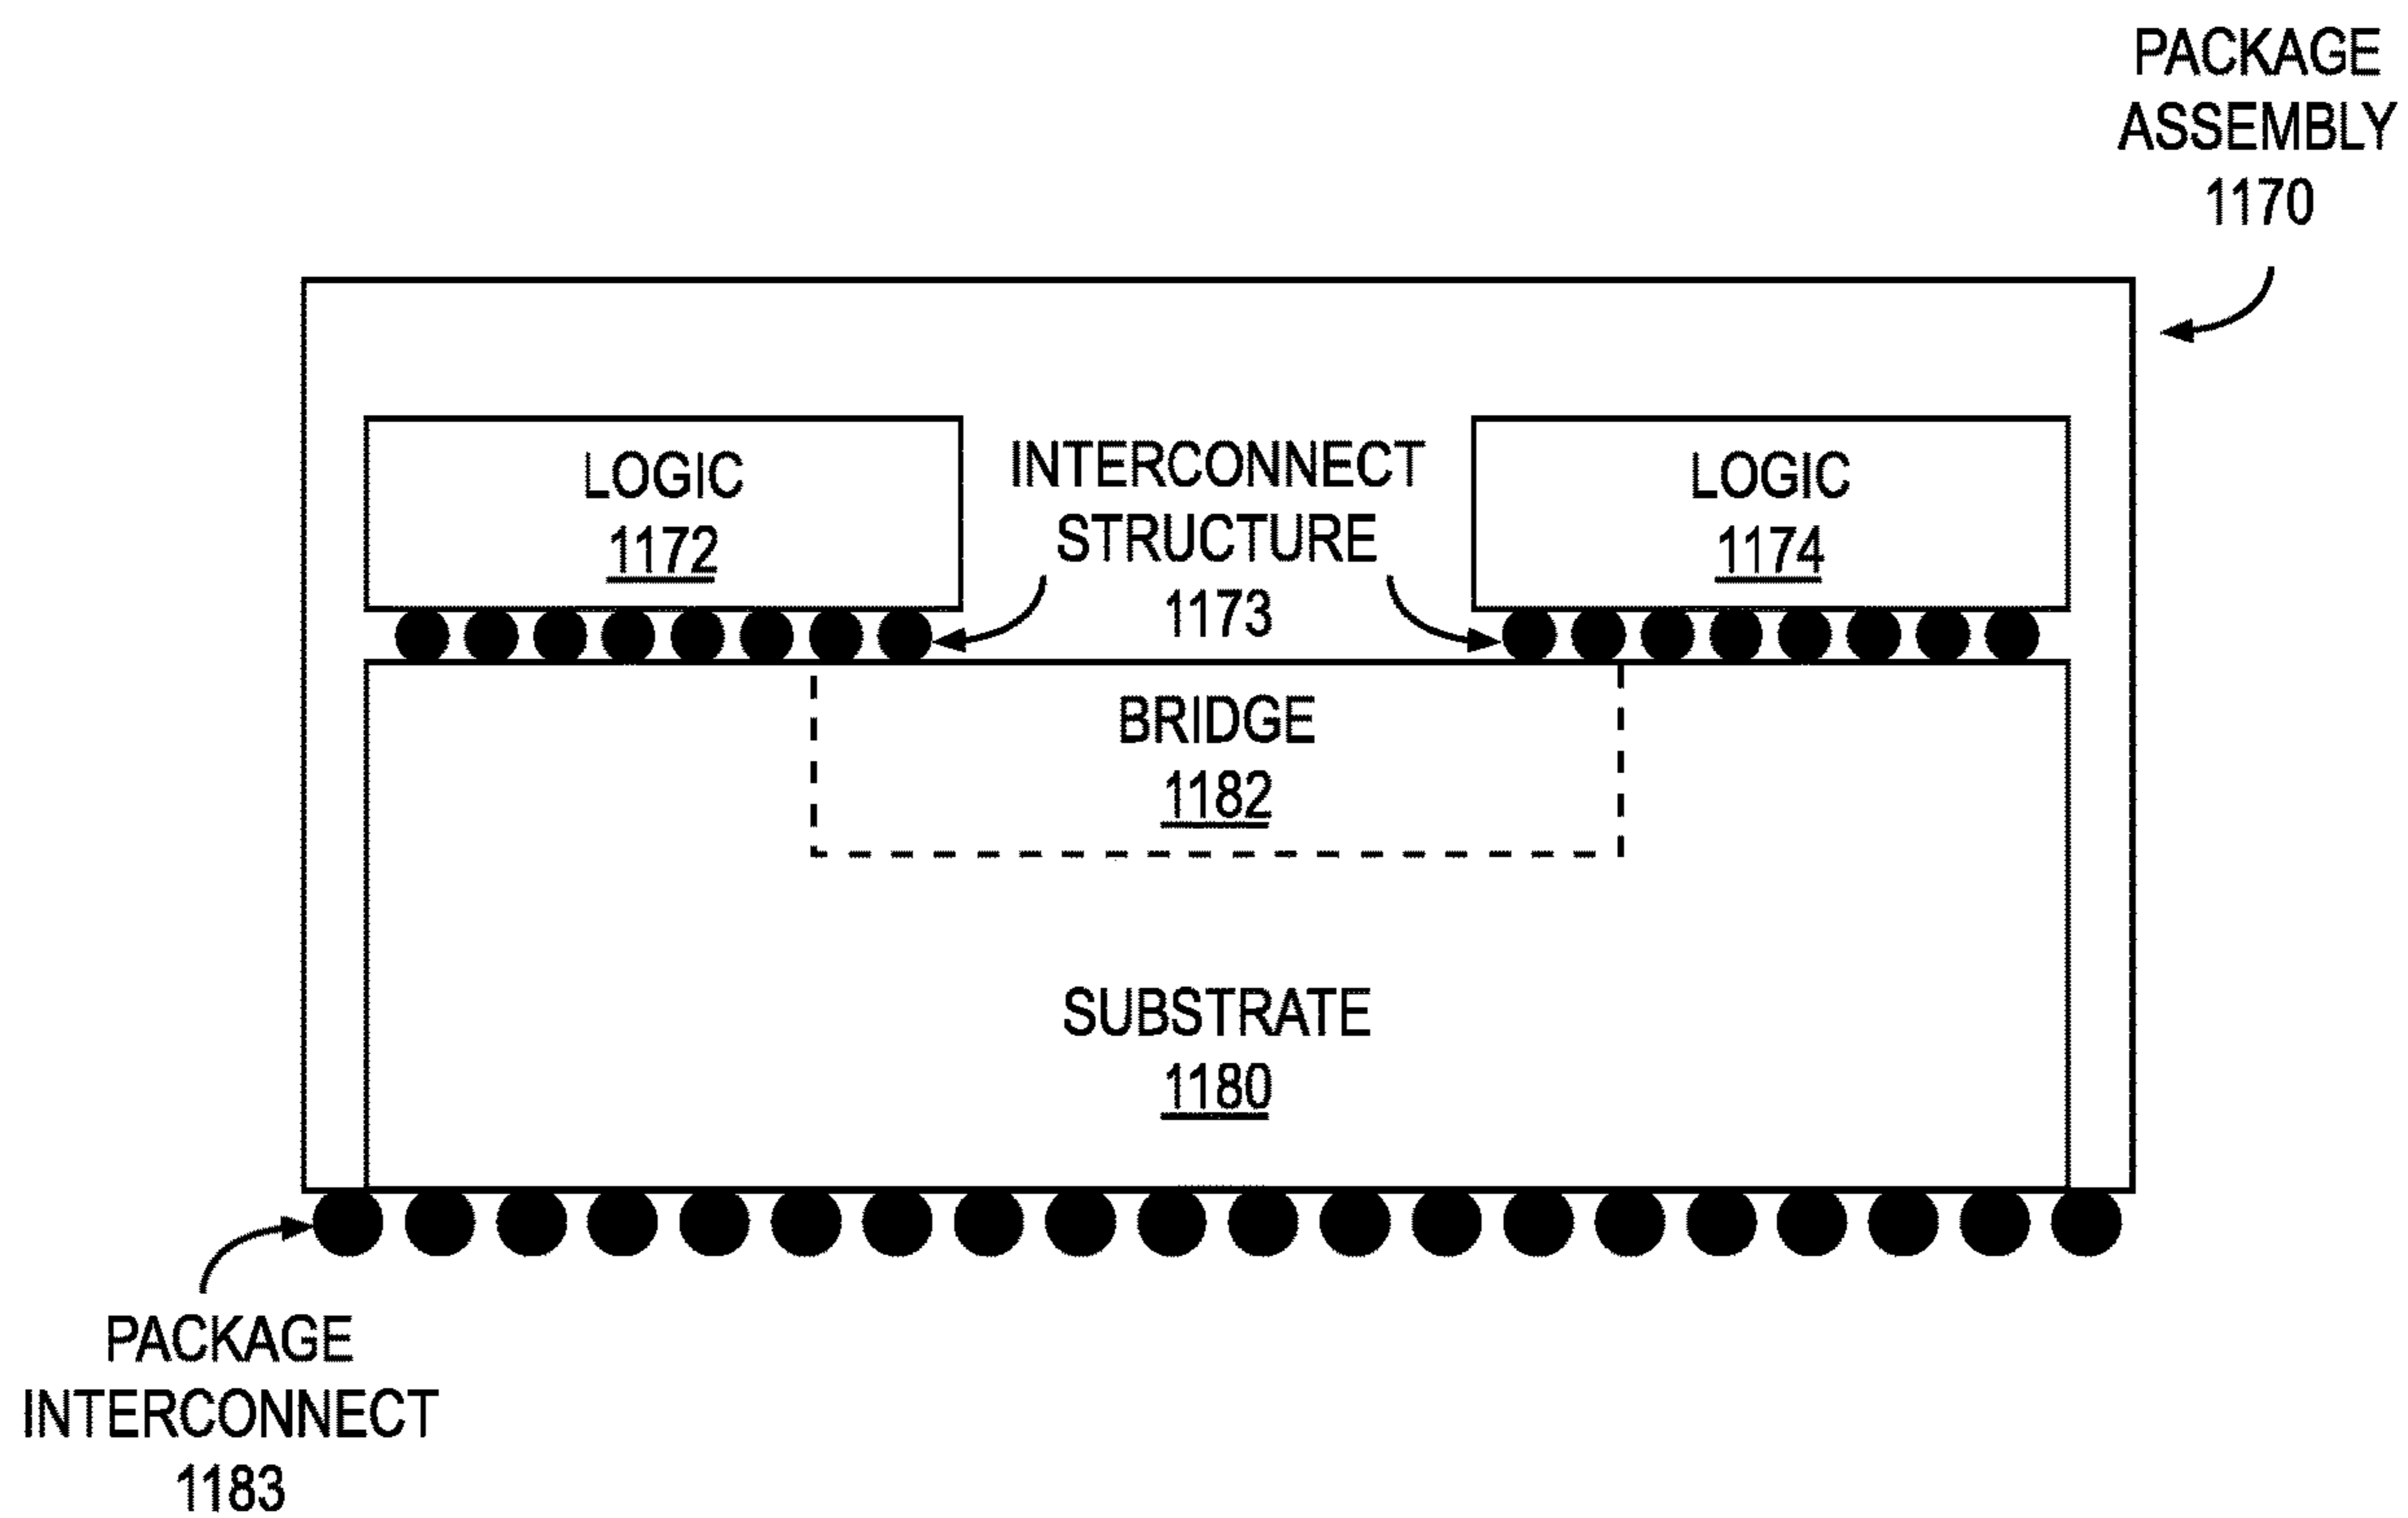 PACKAGE
ASSEMBLY
1170
LOGIC
1172
INTERCONNECT
STRUCTURE
1173
LOGIC
1174
BRIDGE
1182
SUBSTRATE
1180
PACKAGE
INTERCONNECT
1183